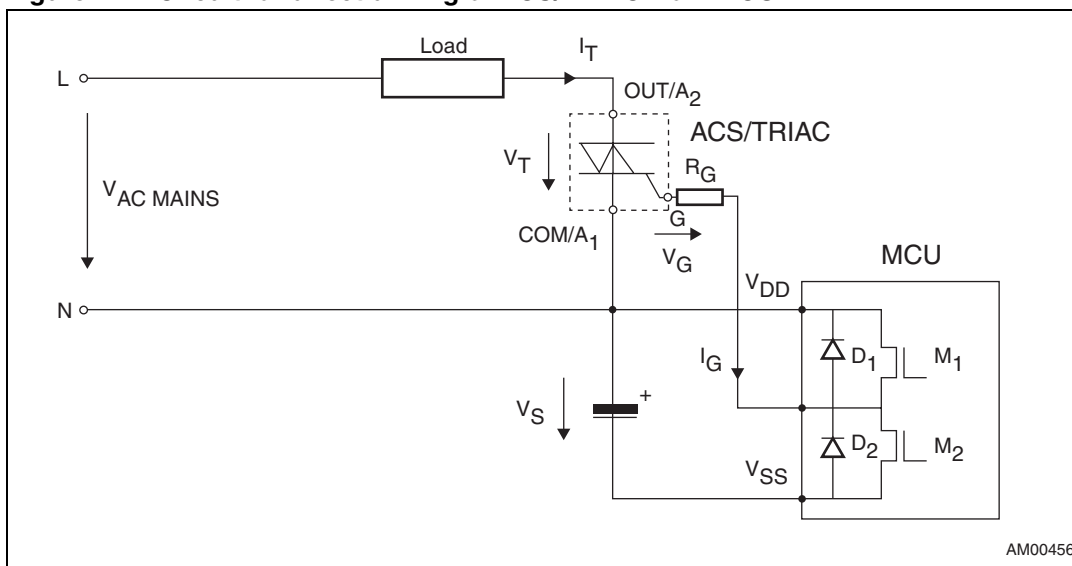 Load
I_T
L
OUT/A_2
ACS/TRIAC
V_T
R_G
V_AC MAINS
G
COM/A_1
V_G
MCU
V_DD
N
D_1
M_1
I_G
V_S
+
D_2
M_2
V_SS
AM00456